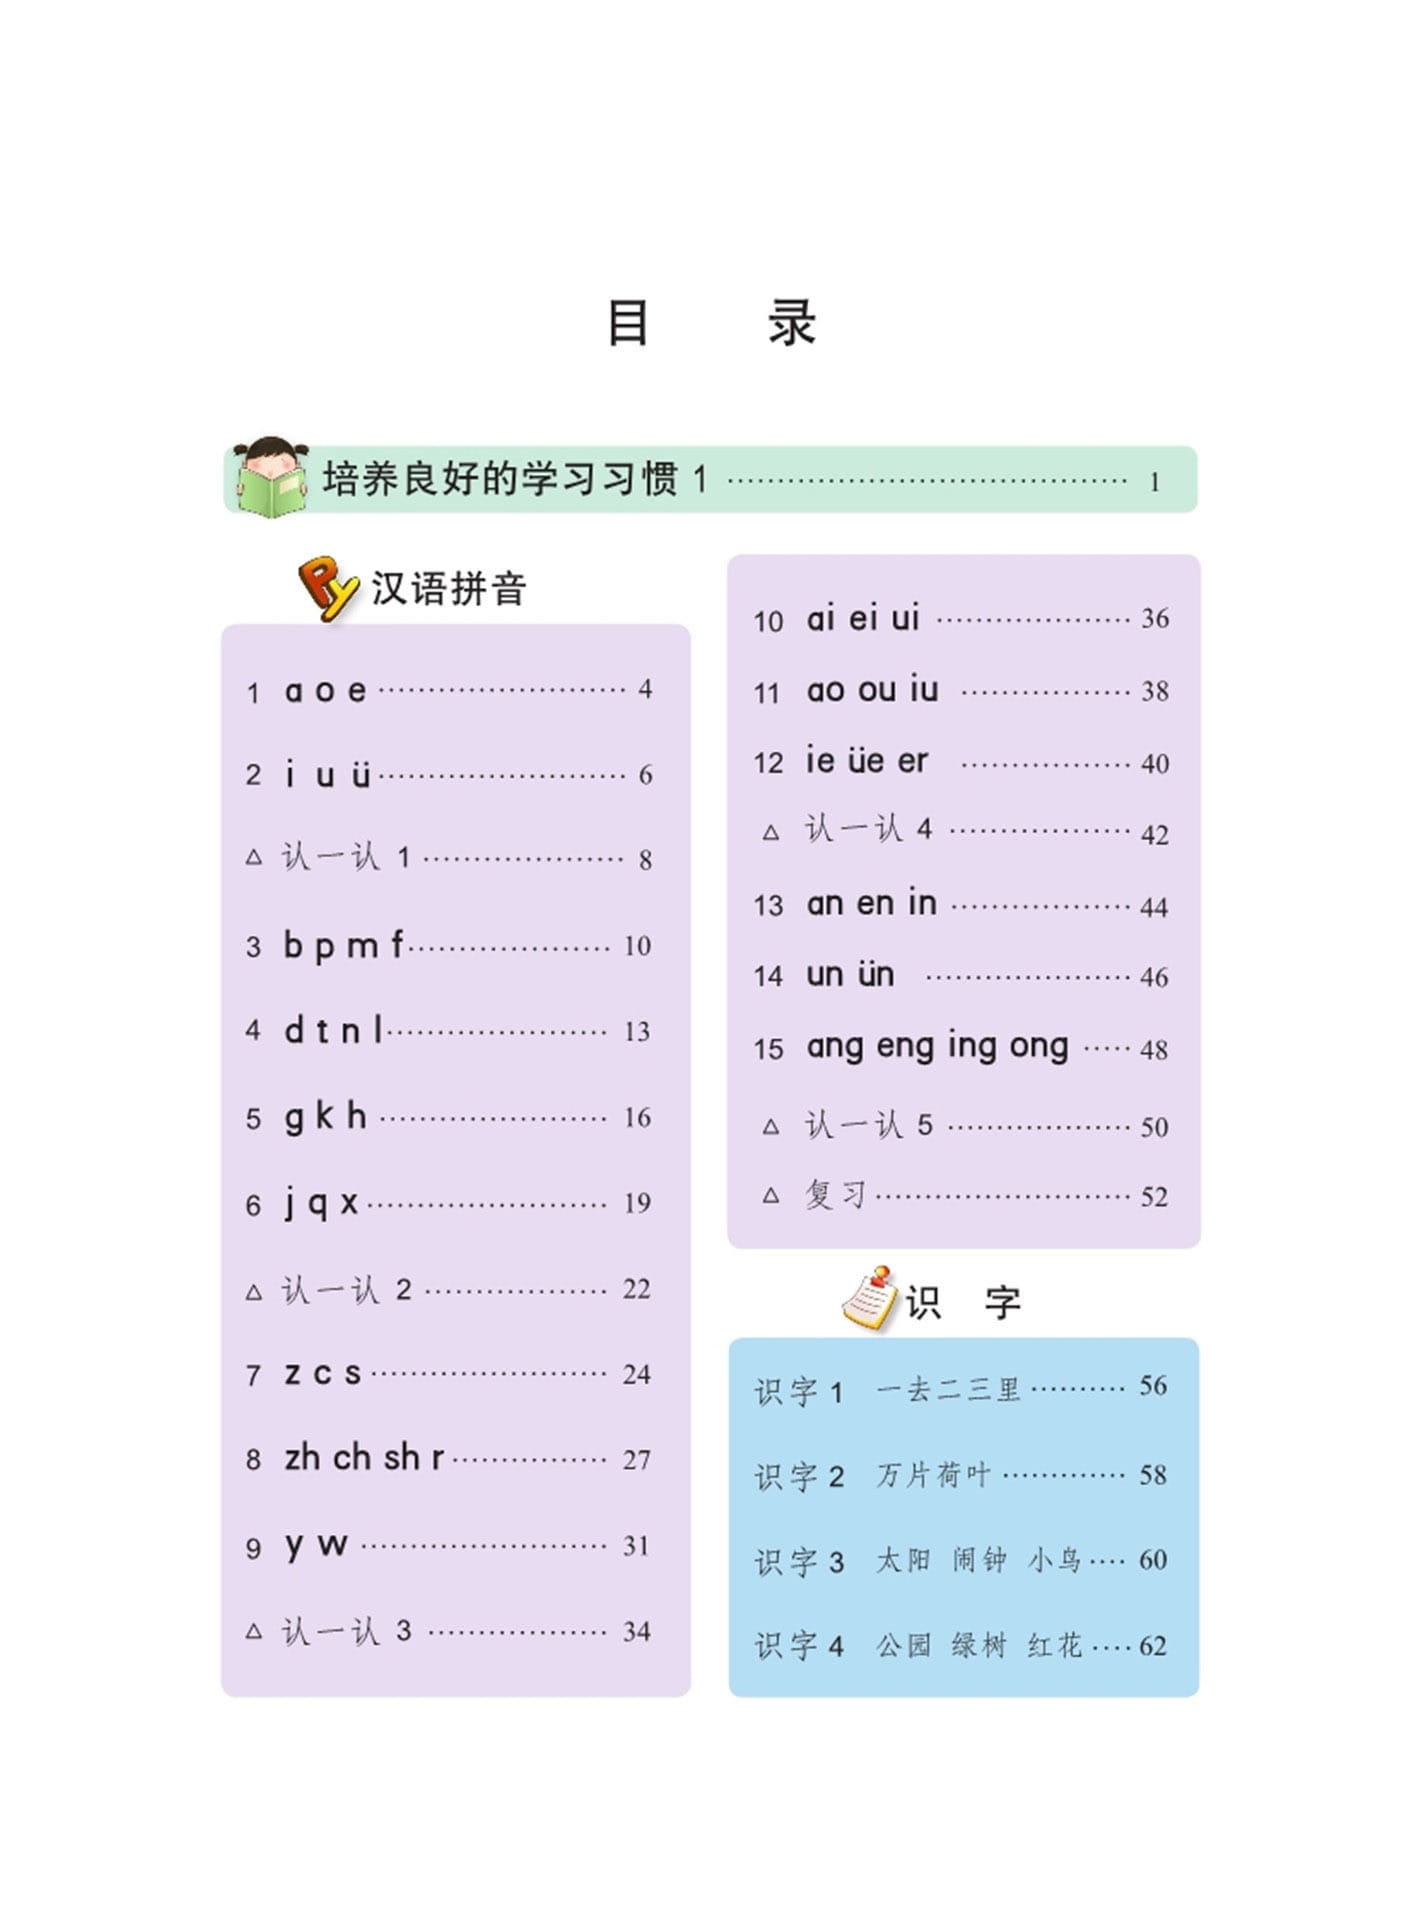 目 录
培养良好的学习习惯 1 ………………………………… 1
汉语拼音
1 a o e ……………………… 4
2 i u ü ……………………… 6
△ 认一认 1 ………………… 8
3 b p m f ………………… 10
4 d t n l ………………… 13
5 g k h …………………… 16
6 j q x …………………… 19
△ 认一认 2 ……………… 22
7 z c s …………………… 24
8 zh ch sh r …………… 27
9 y w …………………… 31
△ 认一认 3 ……………… 34
10 ai ei ui ……………… 36
11 ao ou iu ……………… 38
12 ie üe er ……………… 40
△ 认一认 4 ……………… 42
13 an en in ……………… 44
14 un ün ………………… 46
15 ang eng ing ong …… 48
△ 认一认 5 ……………… 50
△ 复习 …………………… 52
识 字
识字 1 一去二三里 ……… 56
识字 2 万片荷叶 ………… 58
识字 3 太阳 闹钟 小鸟 …… 60
识字 4 公园 绿树 红花 …… 62